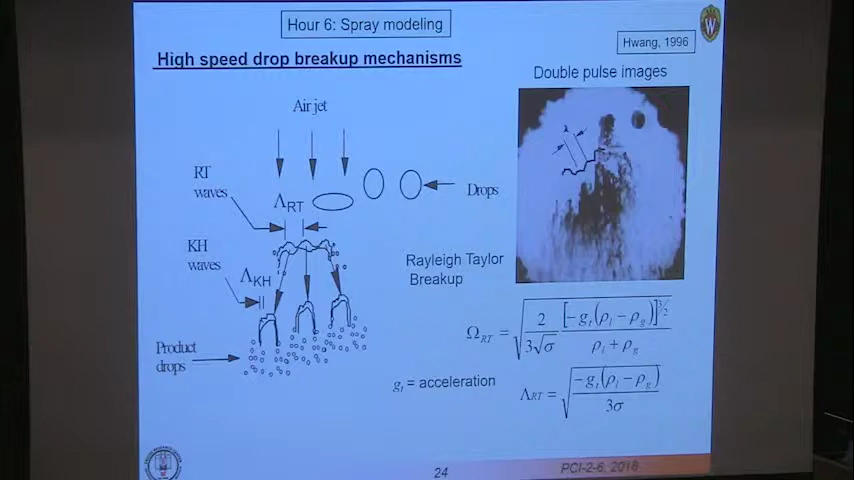 Hour 6: Spray modeling
Hwang, 1996
High speed drop breakup mechanisms
Double pulse images
Air jet
RT
waves
Λ_RT
Drops
KH
waves
Λ_KH
Rayleigh Taylor
Breakup
Ω_RT = √(2/(3√σ) [-g_t(ρ_l - ρ_g)]^{3/2}/(ρ_l + ρ_g))
Product
drops
g_t = acceleration
Λ_RT = √(-g_t(ρ_l - ρ_g)/(3σ))
24
PCI-2-6, 2018